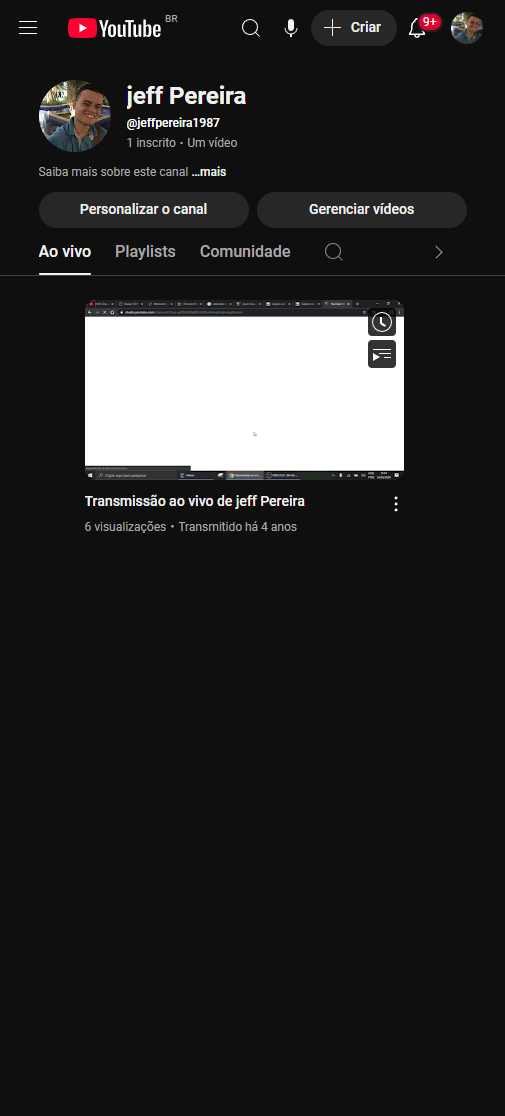 YouTube BR
Criar
9+
jeff Pereira
@jeffpereira1987
1 inscrito • Um vídeo
Saiba mais sobre este canal ...mais
Personalizar o canal
Gerenciar vídeos
Ao vivo
Playlists
Comunidade
Transmissão ao vivo de jeff Pereira
6 visualizações • Transmitido há 4 anos